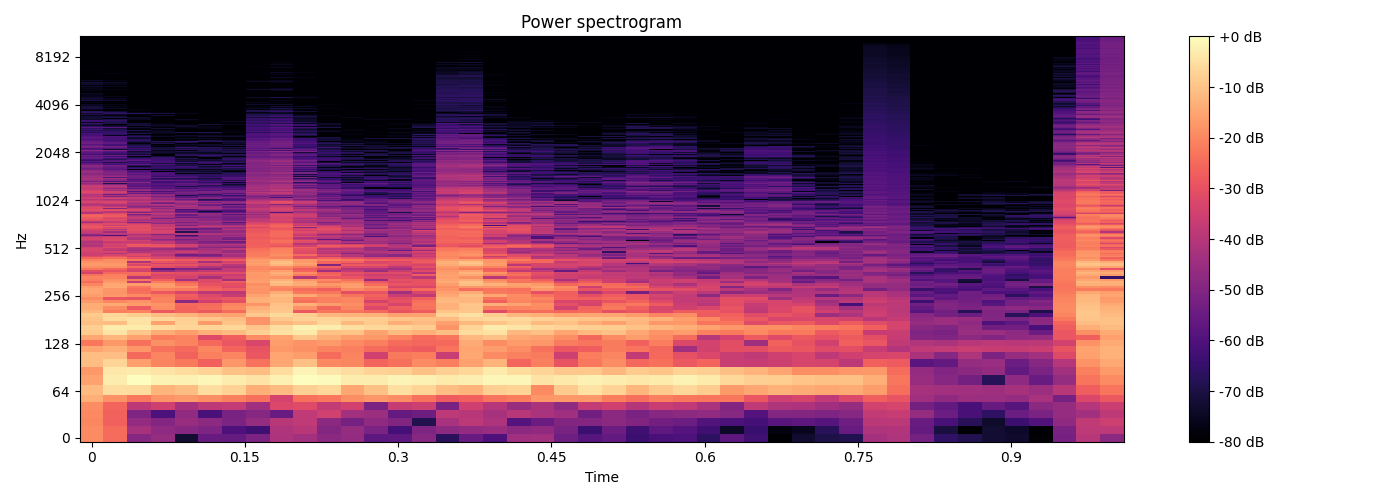 Power spectrogram
8192
4096
2048
1024
512
256
128
64
0
Hz
0 0.15 0.3 0.45 0.6 0.75 0.9
Time
+0 dB
-10 dB
-20 dB
-30 dB
-40 dB
-50 dB
-60 dB
-70 dB
-80 dB